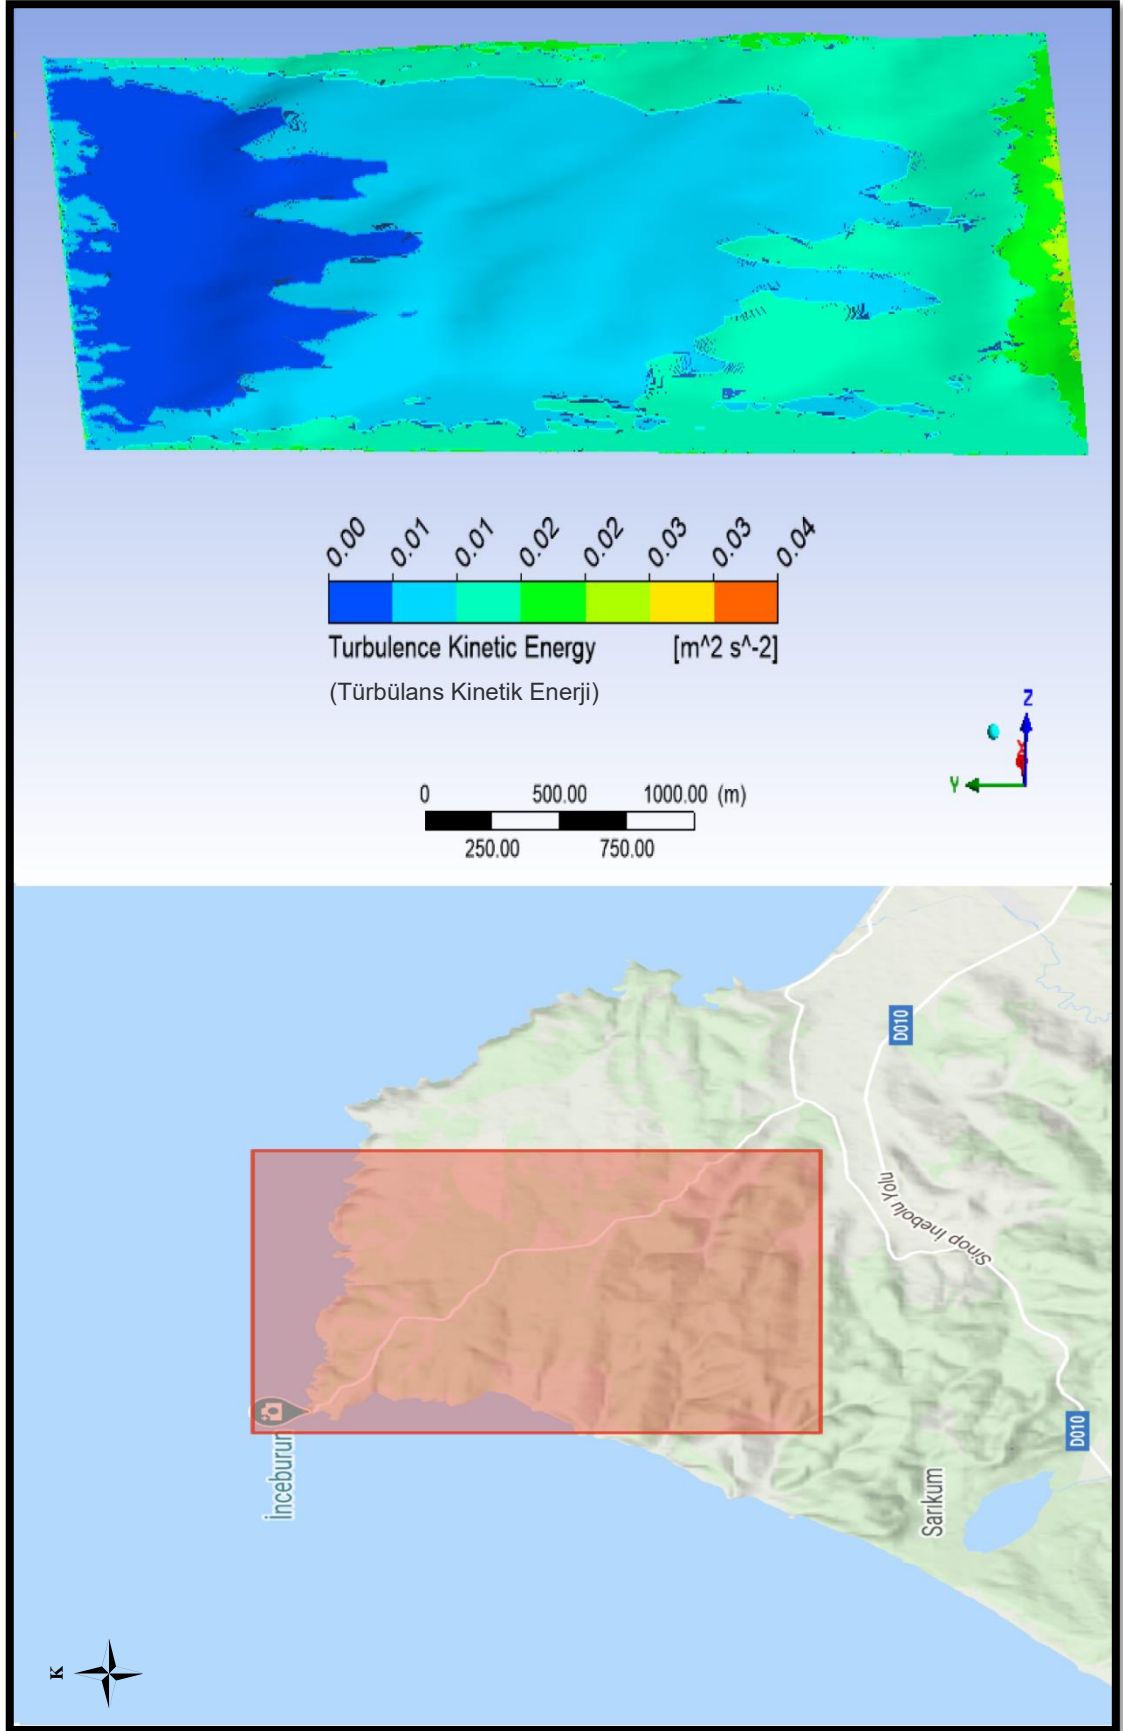 0.00 0.01 0.01 0.02 0.02 0.03 0.03 0.04
Turbulence Kinetic Energy [m^2 s^-2]
(Türbülans Kinetik Enerji)
Z
X
Y
0 500.00 1000.00 (m)
250.00 750.00
D010
Sinop İnebolu Yolu
İnceburun
D010
Sarıkum
K